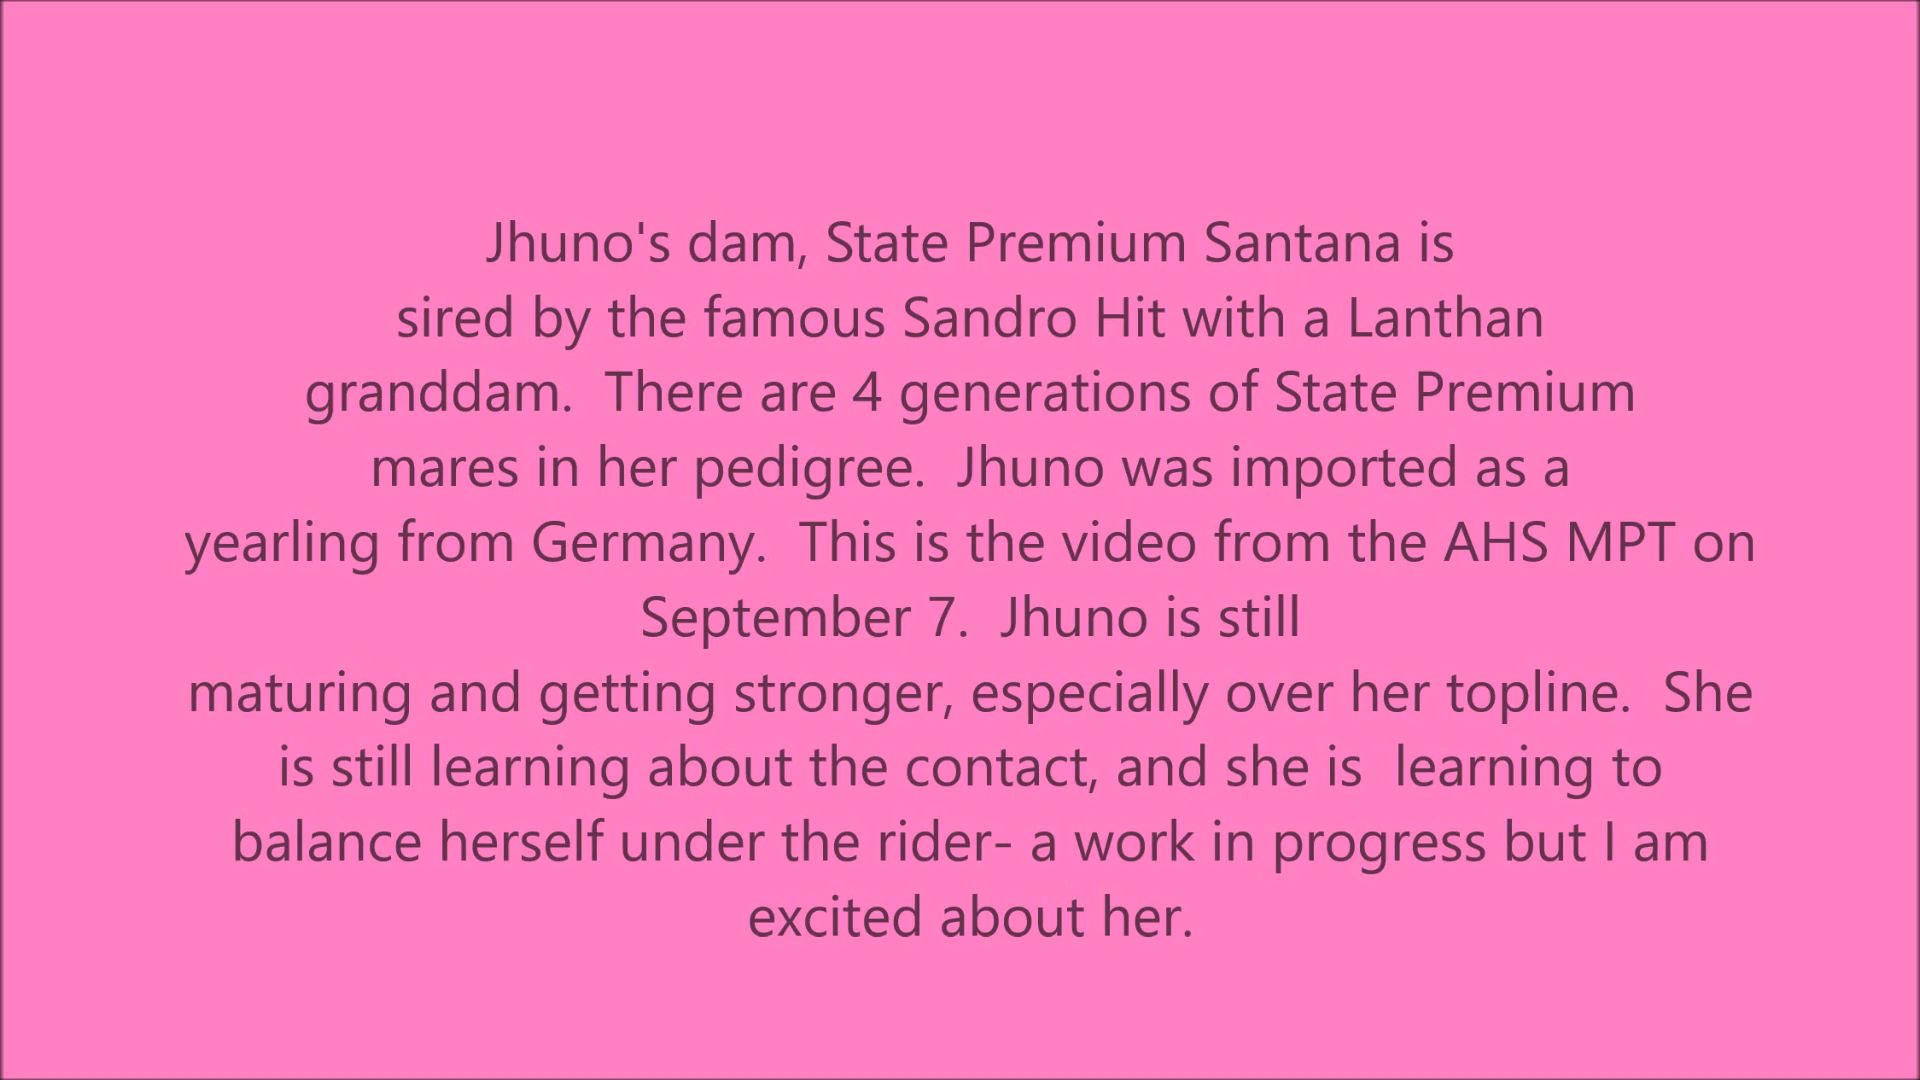 Jhuno's dam, State Premium Santana is
sired by the famous Sandro Hit with a Lanthan
granddam.  There are 4 generations of State Premium
mares in her pedigree.  Jhuno was imported as a
yearling from Germany.  This is the video from the AHS MPT on
September 7.  Jhuno is still
maturing and getting stronger, especially over her topline.  She
is still learning about the contact, and she is  learning to
balance herself under the rider- a work in progress but I am
excited about her.